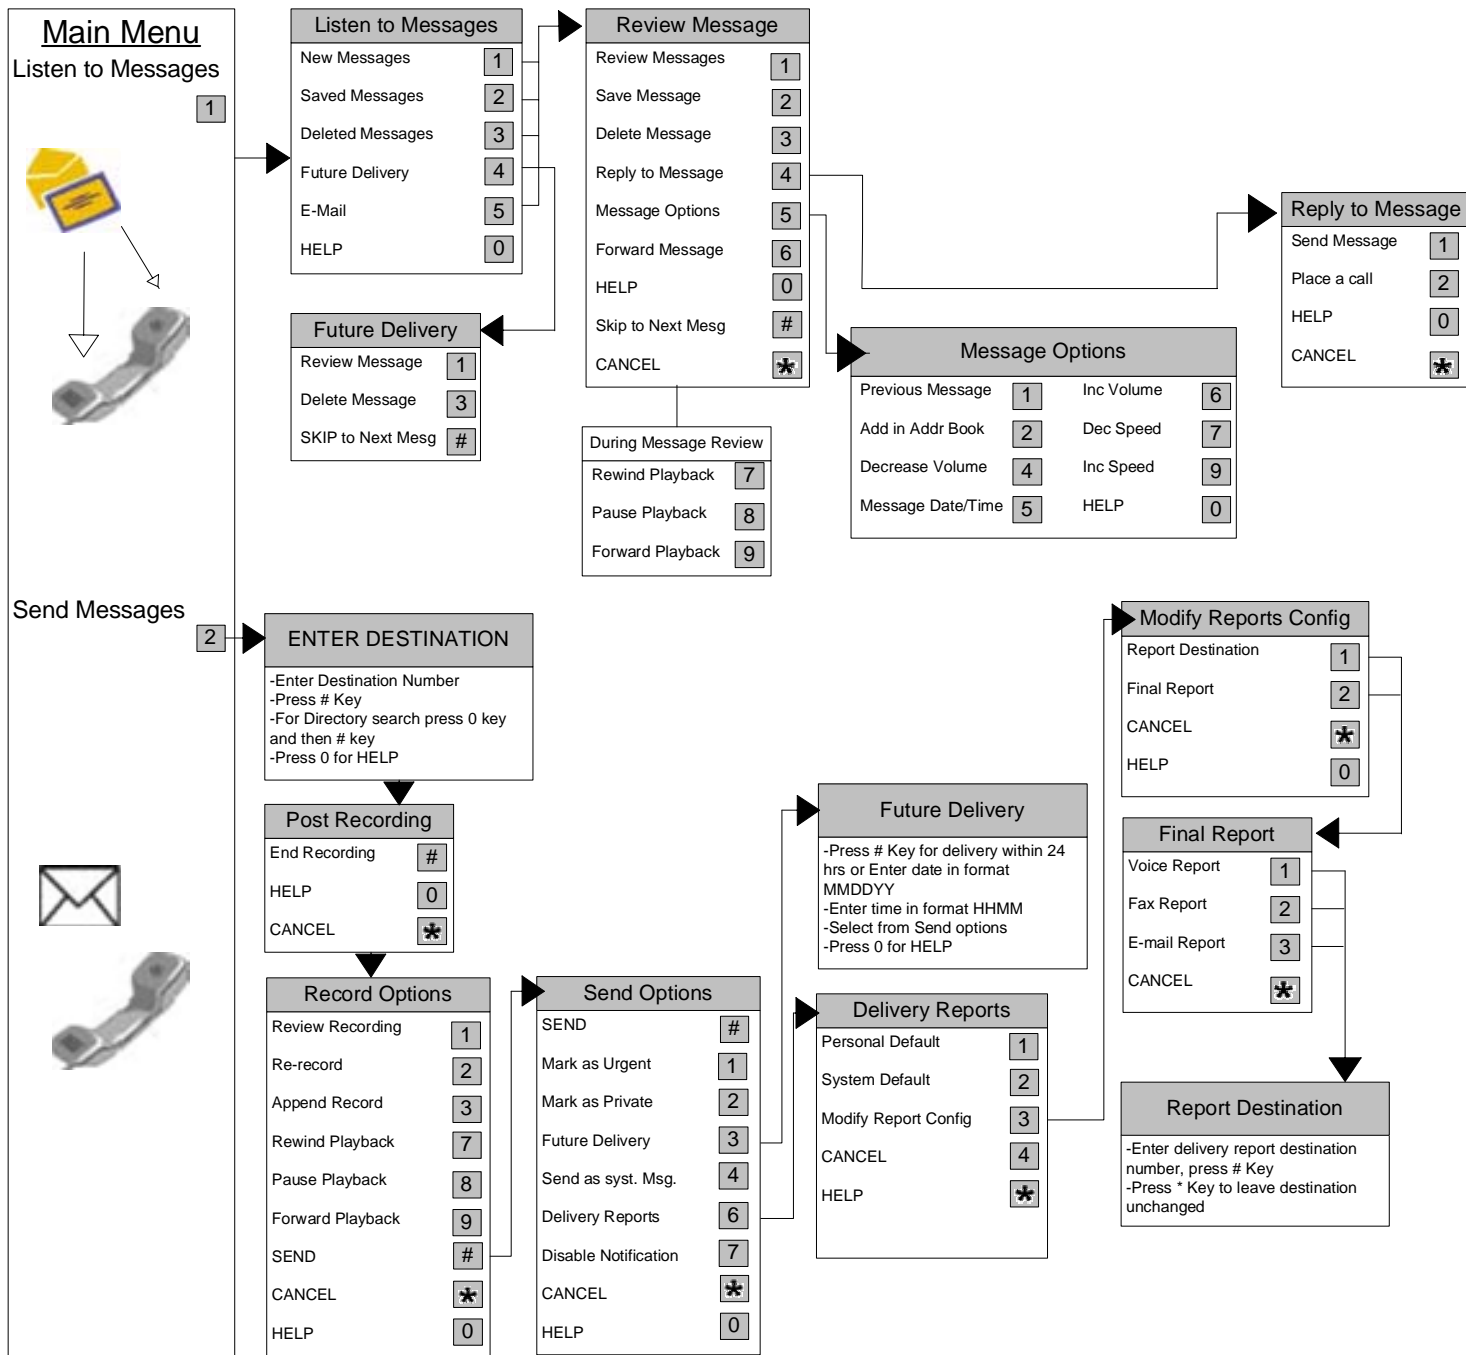 Main Menu
Listen to Messages
1
Listen to Messages
New Messages 1
Saved Messages 2
Deleted Messages 3
Future Delivery 4
E-Mail 5
HELP 0
Future Delivery
Review Message 1
Delete Message 3
SKIP to Next Mesg #
Review Message
Review Messages 1
Save Message 2
Delete Message 3
Reply to Message 4
Message Options 5
Forward Message 6
HELP 0
Skip to Next Mesg #
CANCEL *
During Message Review
Rewind Playback 7
Pause Playback 8
Forward Playback 9
Message Options
Previous Message 1 Inc Volume 6
Add in Addr Book 2 Dec Speed 7
Decrease Volume 4 Inc Speed 9
Message Date/Time 5 HELP 0
Reply to Message
Send Message 1
Place a call 2
HELP 0
CANCEL *
Send Messages
2
ENTER DESTINATION
-Enter Destination Number
-Press # Key
-For Directory search press 0 key
and then # key
-Press 0 for HELP
Post Recording
End Recording #
HELP 0
CANCEL *
Record Options
Review Recording 1
Re-record 2
Append Record 3
Rewind Playback 7
Pause Playback 8
Forward Playback 9
SEND #
CANCEL *
HELP 0
Send Options
SEND #
Mark as Urgent 1
Mark as Private 2
Future Delivery 3
Send as syst. Msg. 4
Delivery Reports 6
Disable Notification 7
CANCEL *
HELP 0
Future Delivery
-Press # Key for delivery within 24
hrs or Enter date in format
MMDDYY
-Enter time in format HHMM
-Select from Send options
-Press 0 for HELP
Delivery Reports
Personal Default 1
System Default 2
Modify Report Config 3
CANCEL 4
HELP *
Modify Reports Config
Report Destination 1
Final Report 2
CANCEL *
HELP 0
Final Report
Voice Report 1
Fax Report 2
E-mail Report 3
CANCEL *
Report Destination
-Enter delivery report destination
number, press # Key
-Press * Key to leave destination
unchanged